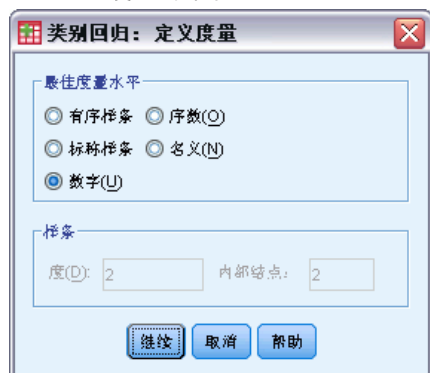 类别回归：定义度量
最佳度量水平
有序样条 序数(O)
标称样条 名义(N)
数字(U)
样条
度(D): 2 内部结点: 2
继续 取消 帮助